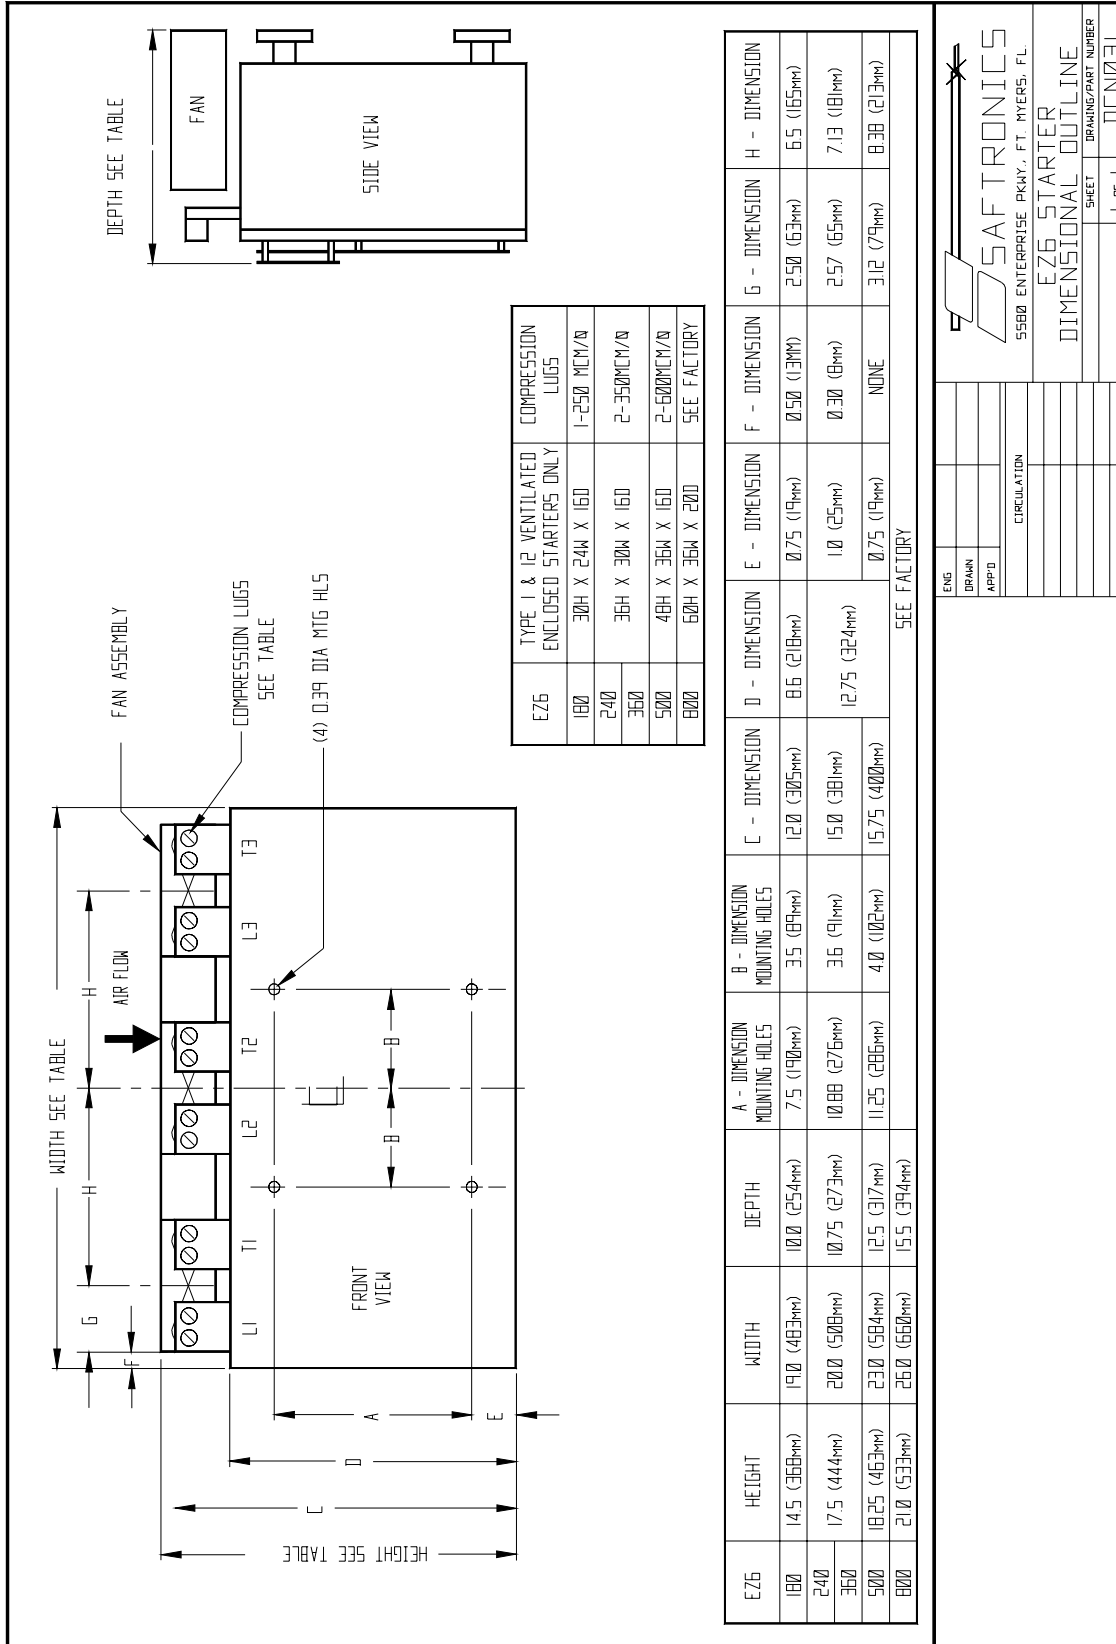 WIDTH SEE TABLE
H
H
G
F
AIR FLOW
FAN ASSEMBLY
COMPRESSION LUGS
SEE TABLE
(4) 0.39 DIA MTG HLS
L1
T1
L2
T2
L3
T3
B
B
FRONT
VIEW
A
E
D
C
HEIGHT SEE TABLE
DEPTH SEE TABLE
FAN
SIDE VIEW
EZ6 TYPE 1 & 12 VENTILATED ENCLOSED STARTERS ONLY COMPRESSION LUGS
180 30H X 24W X 16D 1-250 MCM/Ø
240
360 36H X 30W X 16D 2-350MCM/Ø
500 48H X 36W X 16D 2-600MCM/Ø
800 60H X 36W X 20D SEE FACTORY
EZ6 HEIGHT WIDTH DEPTH A - DIMENSION MOUNTING HOLES B - DIMENSION MOUNTING HOLES C - DIMENSION D - DIMENSION E - DIMENSION F - DIMENSION G - DIMENSION H - DIMENSION
180 14.5 (368MM) 19.0 (483MM) 10.0 (254MM) 7.5 (190MM) 3.5 (89MM) 12.0 (305MM) 8.6 (218MM) 0.75 (19MM) 0.50 (13MM) 2.50 (63MM) 6.5 (165MM)
240
360 17.5 (444MM) 20.0 (508MM) 10.75 (273MM) 10.88 (276MM) 3.6 (91MM) 15.0 (381MM) 12.75 (324MM) 1.0 (25MM) 0.30 (8MM) 2.57 (65MM) 7.13 (181MM)
500 18.25 (463MM) 23.0 (584MM) 12.5 (317MM) 11.25 (286MM) 4.0 (102MM) 15.75 (400MM) 0.75 (19MM) NONE 3.12 (79MM) 8.38 (213MM)
800 21.0 (533MM) 26.0 (660MM) 15.5 (394MM) SEE FACTORY
ENG
DRAWN
APP'D
CIRCULATION
SAFTRONICS
5580 ENTERPRISE PKWY., FT. MYERS, FL.
EZ6 STARTER
DIMENSIONAL OUTLINE
SHEET
DRAWING/PART NUMBER